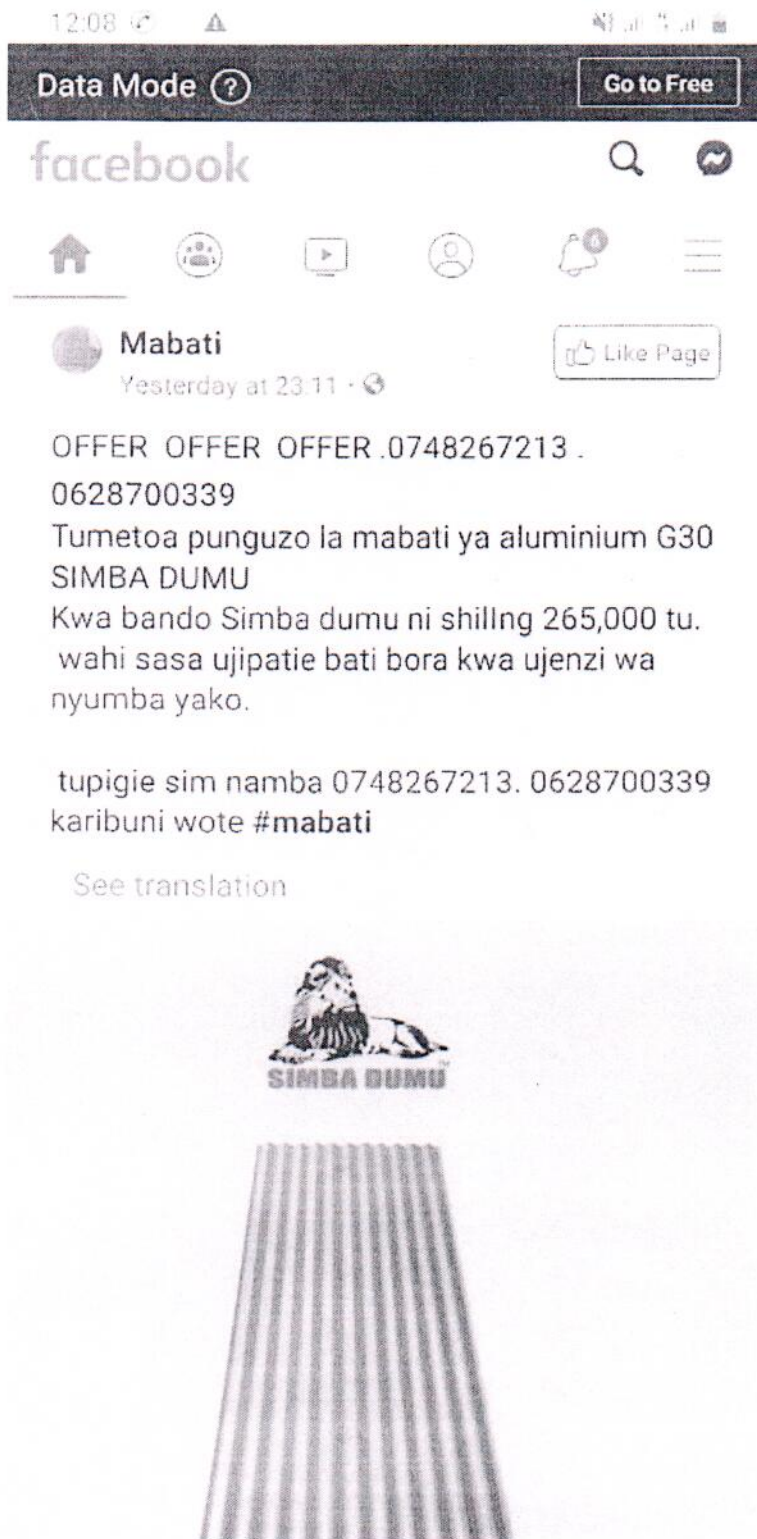 12:08
Data Mode ? Go to Free
facebook
6
Mabati
Like Page
Yesterday at 23:11 ·
OFFER OFFER OFFER .0748267213 .
0628700339
Tumetoa punguzo la mabati ya aluminium G30
SIMBA DUMU
Kwa bando Simba dumu ni shillng 265,000 tu.
wahi sasa ujipatie bati bora kwa ujenzi wa
nyumba yako.
tupigie sim namba 0748267213. 0628700339
karibuni wote #mabati
See translation
SIMBA DUMU